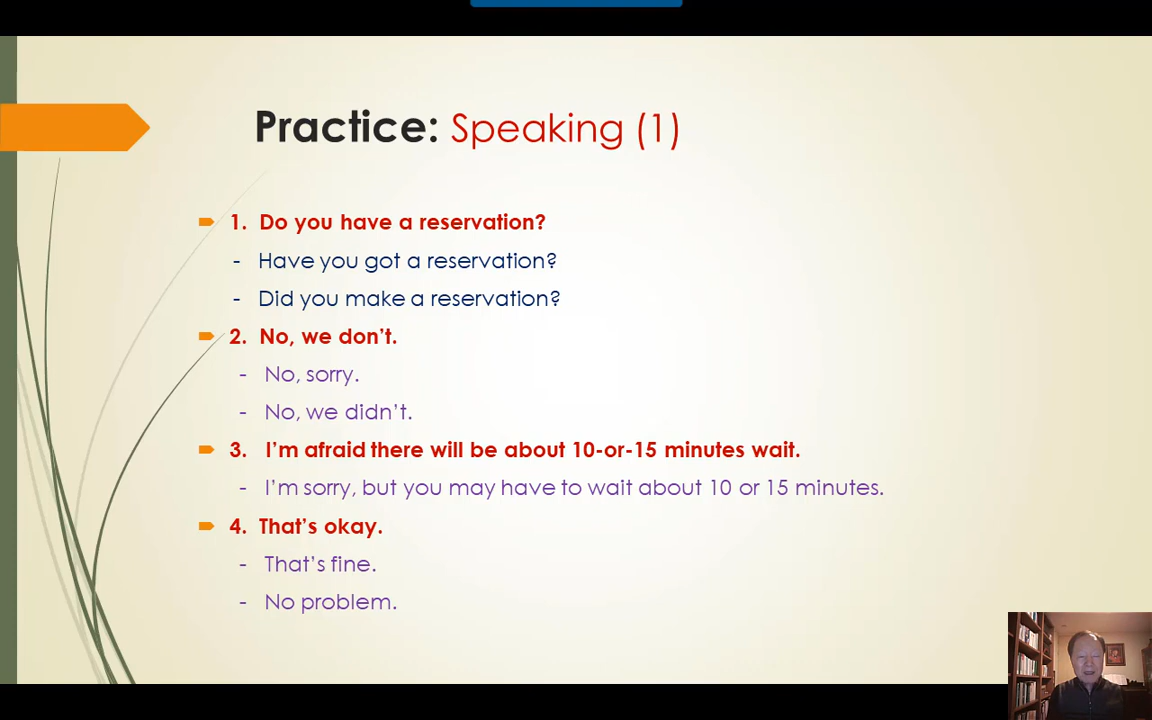 Practice: Speaking (1)
1. Do you have a reservation?
- Have you got a reservation?
- Did you make a reservation?
2. No, we don’t.
- No, sorry.
- No, we didn’t.
3. I’m afraid there will be about 10-or-15 minutes wait.
- I’m sorry, but you may have to wait about 10 or 15 minutes.
4. That’s okay.
- That’s fine.
- No problem.